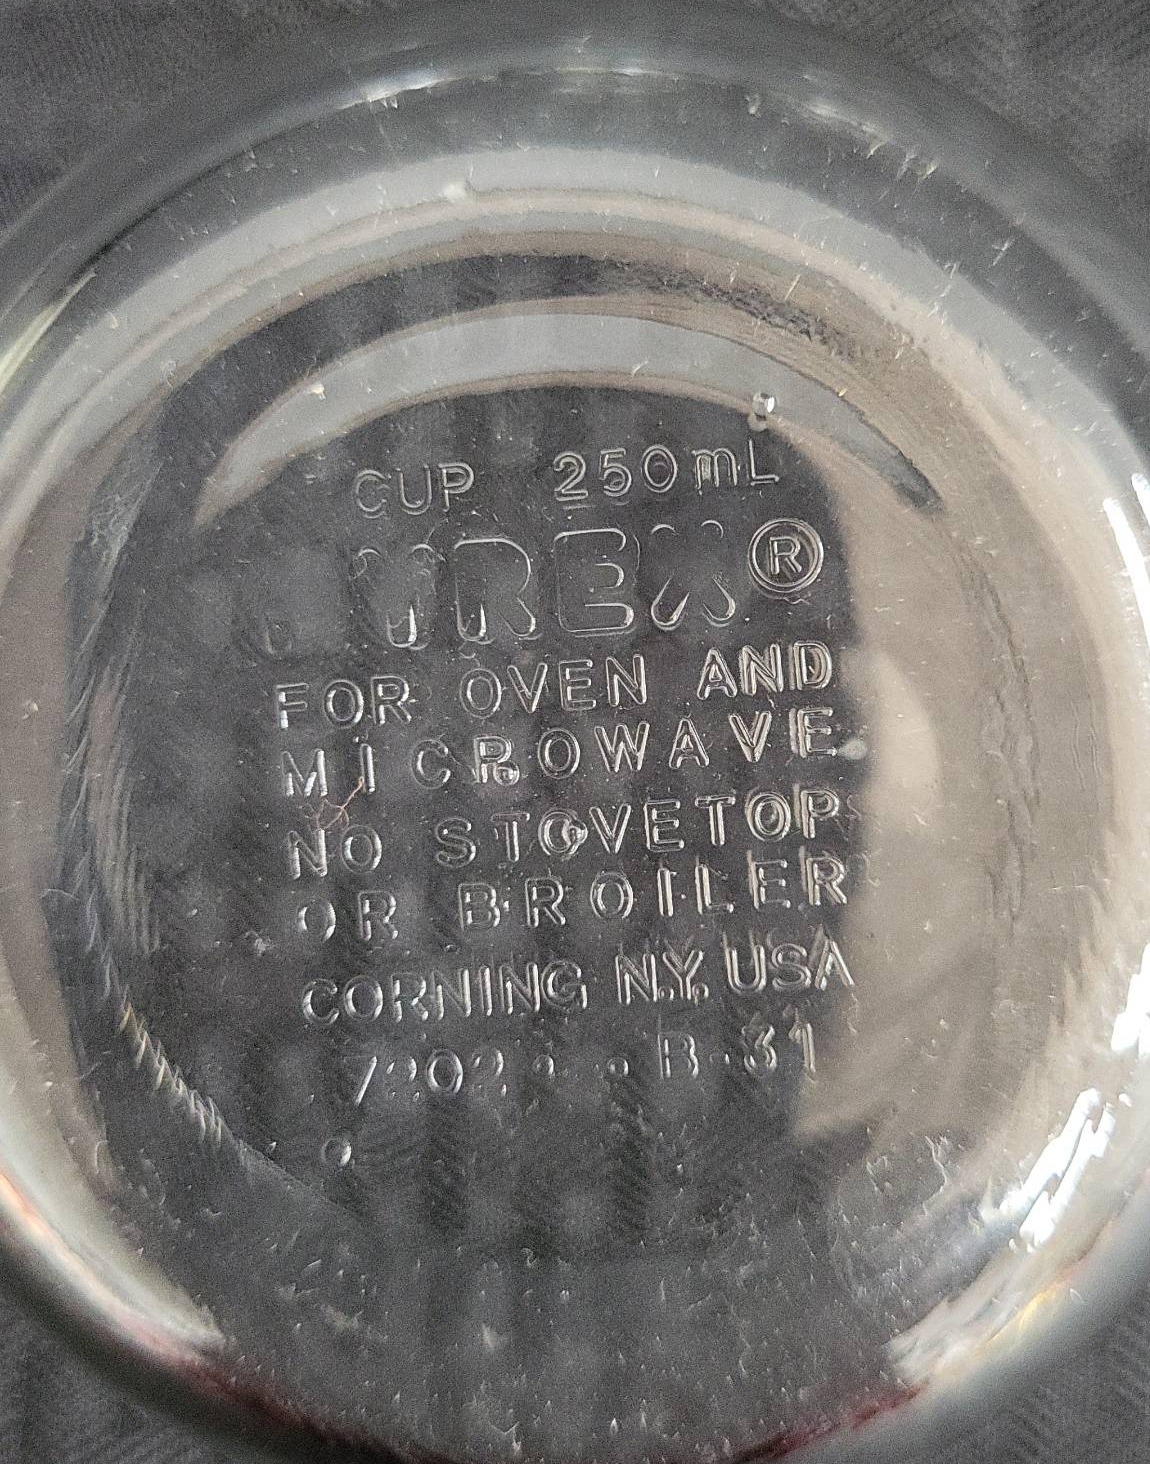 CUP 250mL
PYREX®
FOR OVEN AND
MICROWAVE
NO STOVETOP
OR BROILER
CORNING N.Y. USA
B-31